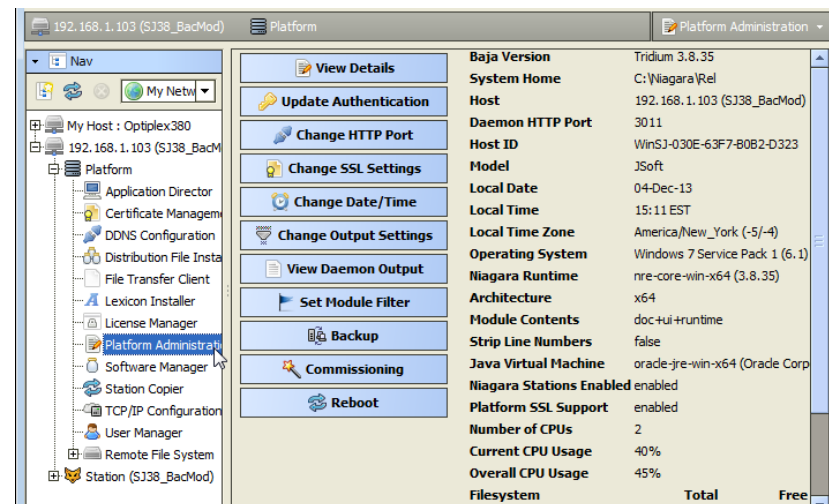 192.168.1.103 (SJ38_BacMod) Platform Platform Administration
Nav
My Netw
My Host : Optiplex380
192.168.1.103 (SJ38_BacM
Platform
Application Director
Certificate Managem
DDNS Configuration
Distribution File Insta
File Transfer Client
Lexicon Installer
License Manager
Platform Administrati
Software Manager
Station Copier
TCP/IP Configuration
User Manager
Remote File System
Station (SJ38_BacMod)
View Details
Update Authentication
Change HTTP Port
Change SSL Settings
Change Date/Time
Change Output Settings
View Daemon Output
Set Module Filter
Backup
Commissioning
Reboot
Baja Version Tridium 3.8.35
System Home C:\Niagara\Rel
Host 192.168.1.103 (SJ38_BacMod)
Daemon HTTP Port 3011
Host ID WinSJ-030E-63F7-B0B2-D323
Model JSoft
Local Date 04-Dec-13
Local Time 15:11 EST
Local Time Zone America/New_York (-5/-4)
Operating System Windows 7 Service Pack 1 (6.1)
Niagara Runtime nre-core-win-x64 (3.8.35)
Architecture x64
Module Contents doc+ui+runtime
Strip Line Numbers false
Java Virtual Machine oracle-jre-win-x64 (Oracle Corp
Niagara Stations Enabled enabled
Platform SSL Support enabled
Number of CPUs 2
Current CPU Usage 40%
Overall CPU Usage 45%
Filesystem Total Free